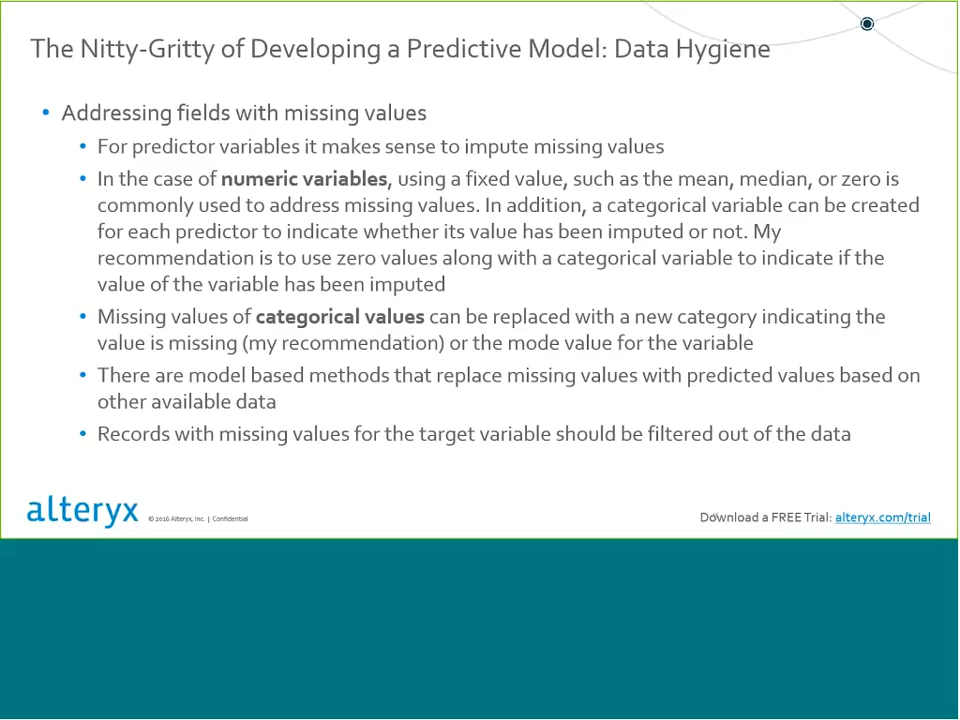 The Nitty-Gritty of Developing a Predictive Model: Data Hygiene
• Addressing fields with missing values
• For predictor variables it makes sense to impute missing values
• In the case of numeric variables, using a fixed value, such as the mean, median, or zero is
commonly used to address missing values. In addition, a categorical variable can be created
for each predictor to indicate whether its value has been imputed or not. My
recommendation is to use zero values along with a categorical variable to indicate if the
value of the variable has been imputed
• Missing values of categorical values can be replaced with a new category indicating the
value is missing (my recommendation) or the mode value for the variable
• There are model based methods that replace missing values with predicted values based on
other available data
• Records with missing values for the target variable should be filtered out of the data
alteryx © 2016 Alteryx, Inc. | Confidential
Download a FREE Trial: alteryx.com/trial